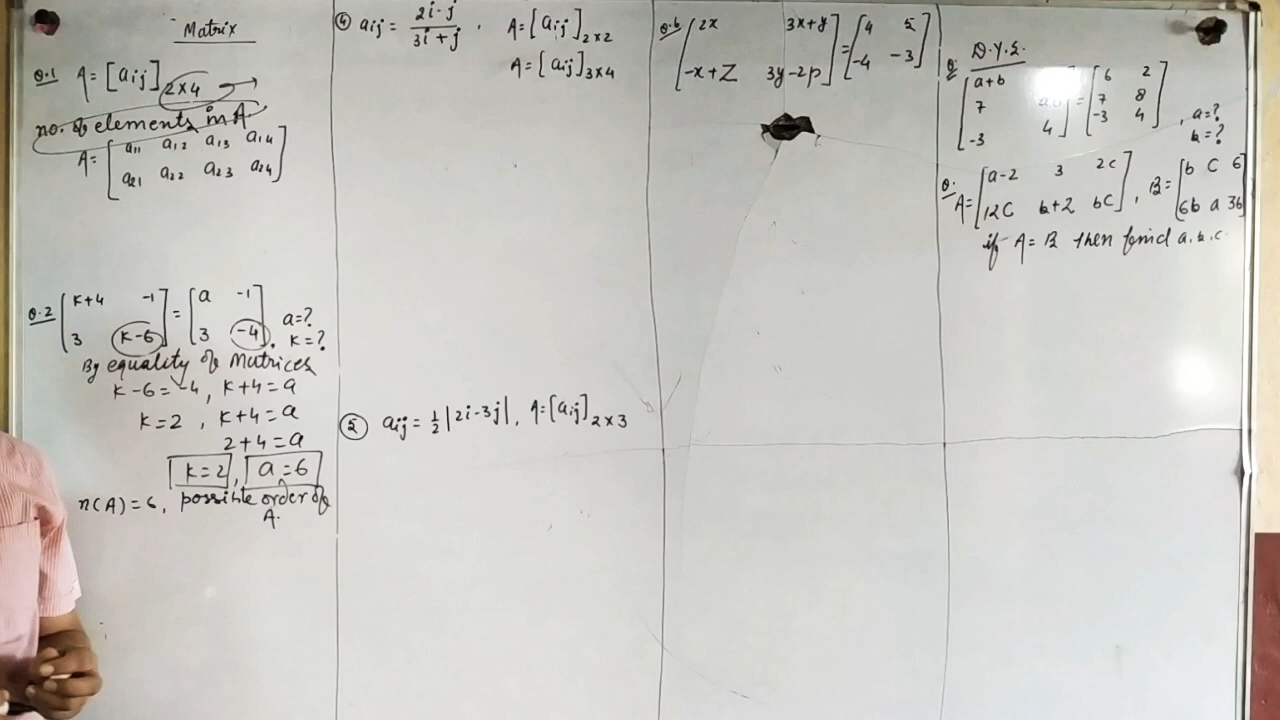 Matrix
Q.1 A = [aij] 2×4 →
no. of elements in A
A = [a11 a12 a13 a14
a21 a22 a23 a24]
Q.2 [K+4 -1
3 K-6] = [a -1
3 -4] . a=? K=?
By equality of Matrices
K-6 = -4, K+4 = a
K=2 , K+4 = a
2+4 = a
K=2, a=6
n(A) = 6, possible order of
A.
④ aij = 2i-j / 3i+j , A = [aij] 2×2
A = [aij] 3×4
⑤ aij = 1/2 |2i-3j|, A = [aij] 2×3
Q.6 [2x 3x+y
-x+Z 3y-2p] = [4 5
-4 -3]
D.Y.S.
Q. [a+b
7
-3 4] = [6 2
7 8
-3 4] , a=?
b=?
Q. A = [a-2 3 2c
12C b+2 bC] , B = [b C 6
6b a 3b]
if A = B then find a, b, c.